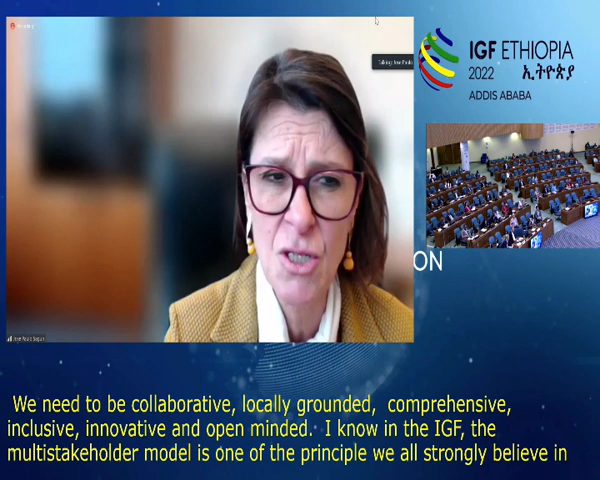 IGF ETHIOPIA
2022 ኢትዮጵያ
ADDIS ABABA
ON
We need to be collaborative, locally grounded,  comprehensive,
inclusive, innovative and open minded.  I know in the IGF, the
multistakeholder model is one of the principle we all strongly believe in